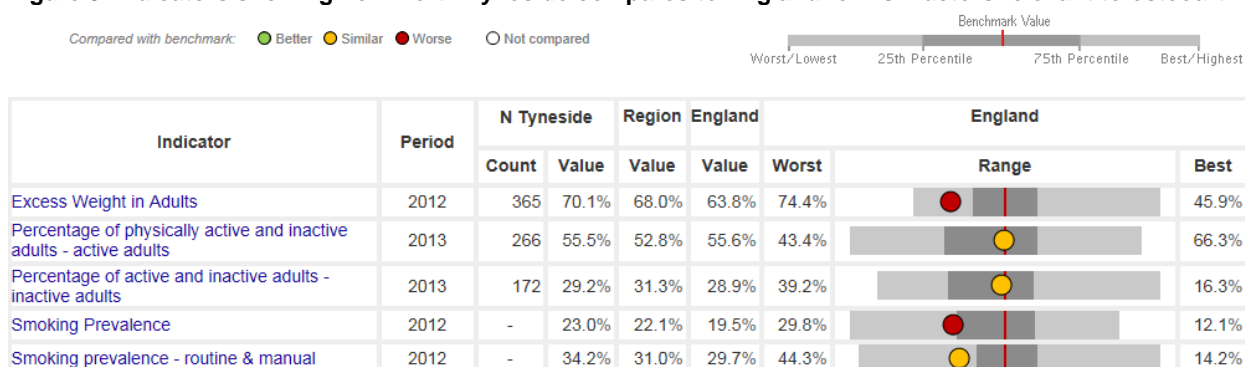 Benchmark Value
Compared with benchmark: Better Similar Worse Not compared
Worst/Lowest 25th Percentile 75th Percentile Best/Highest
Indicator Period N Tyneside Region England England
Count Value Value Value Worst Range Best
Excess Weight in Adults 2012 365 70.1% 68.0% 63.8% 74.4% 45.9%
Percentage of physically active and inactive
adults - active adults 2013 266 55.5% 52.8% 55.6% 43.4% 66.3%
Percentage of active and inactive adults -
inactive adults 2013 172 29.2% 31.3% 28.9% 39.2% 16.3%
Smoking Prevalence 2012 - 23.0% 22.1% 19.5% 29.8% 12.1%
Smoking prevalence - routine & manual 2012 - 34.2% 31.0% 29.7% 44.3% 14.2%